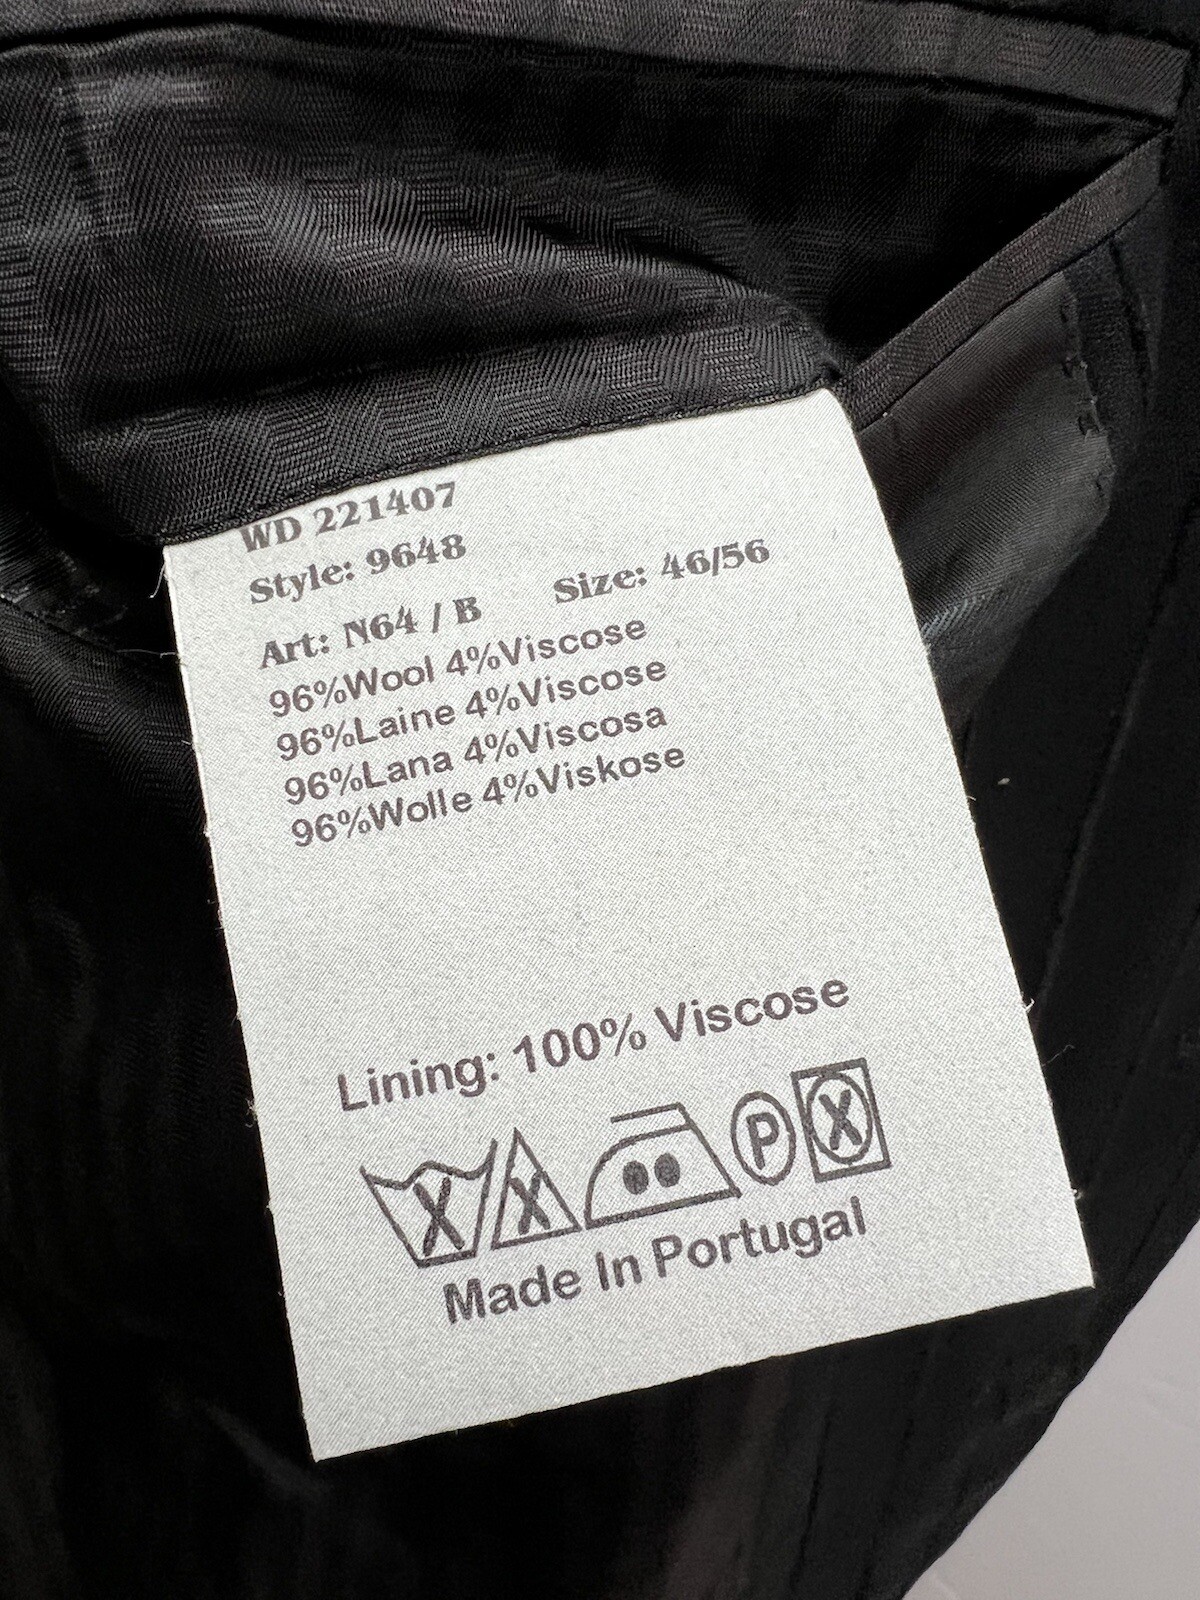 WD 221407
Style: 9648
Art: N64 / B Size: 46/56
96%Wool 4%Viscose
96%Laine 4%Viscose
96%Lana 4%Viscosa
96%Wolle 4%Viskose
Lining: 100% Viscose
P
Made In Portugal